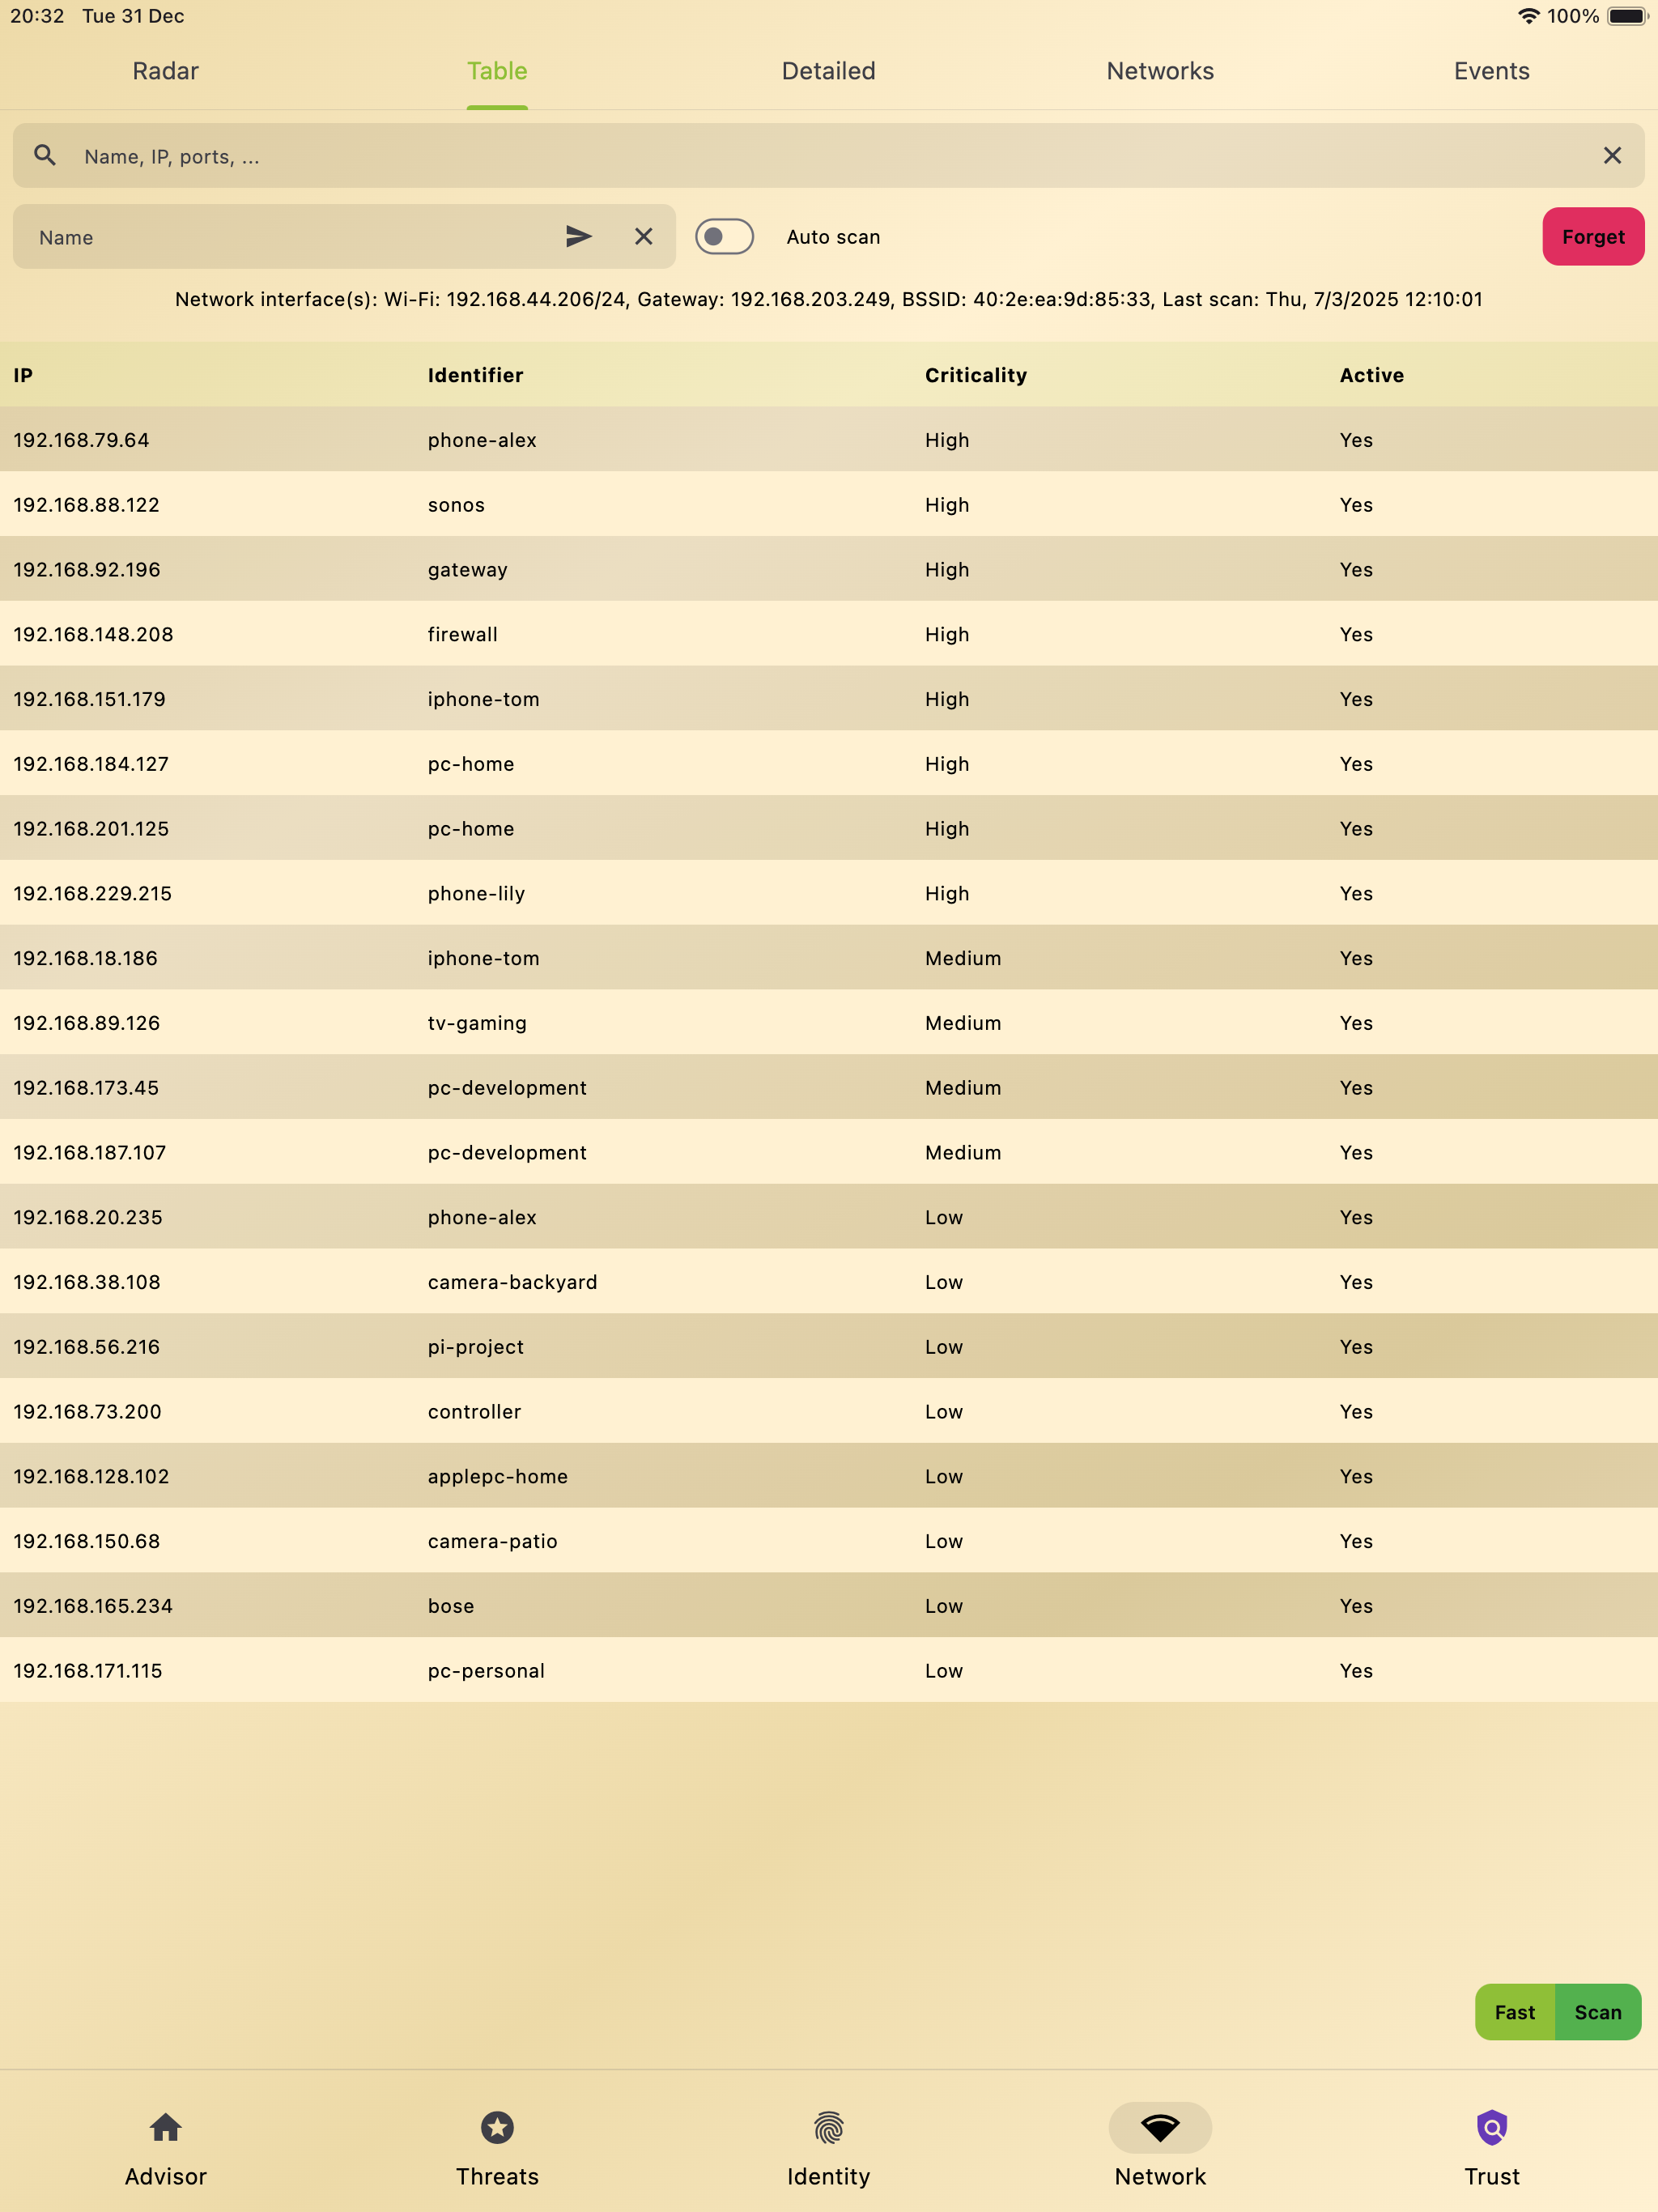 20:32 Tue 31 Dec 100%
Radar Table Detailed Networks Events
Name, IP, ports, ...
Name Auto scan Forget
Network interface(s): Wi-Fi: 192.168.44.206/24, Gateway: 192.168.203.249, BSSID: 40:2e:ea:9d:85:33, Last scan: Thu, 7/3/2025 12:10:01
IP Identifier Criticality Active
192.168.79.64 phone-alex High Yes
192.168.88.122 sonos High Yes
192.168.92.196 gateway High Yes
192.168.148.208 firewall High Yes
192.168.151.179 iphone-tom High Yes
192.168.184.127 pc-home High Yes
192.168.201.125 pc-home High Yes
192.168.229.215 phone-lily High Yes
192.168.18.186 iphone-tom Medium Yes
192.168.89.126 tv-gaming Medium Yes
192.168.173.45 pc-development Medium Yes
192.168.187.107 pc-development Medium Yes
192.168.20.235 phone-alex Low Yes
192.168.38.108 camera-backyard Low Yes
192.168.56.216 pi-project Low Yes
192.168.73.200 controller Low Yes
192.168.128.102 applepc-home Low Yes
192.168.150.68 camera-patio Low Yes
192.168.165.234 bose Low Yes
192.168.171.115 pc-personal Low Yes
Fast Scan
Advisor Threats Identity Network Trust